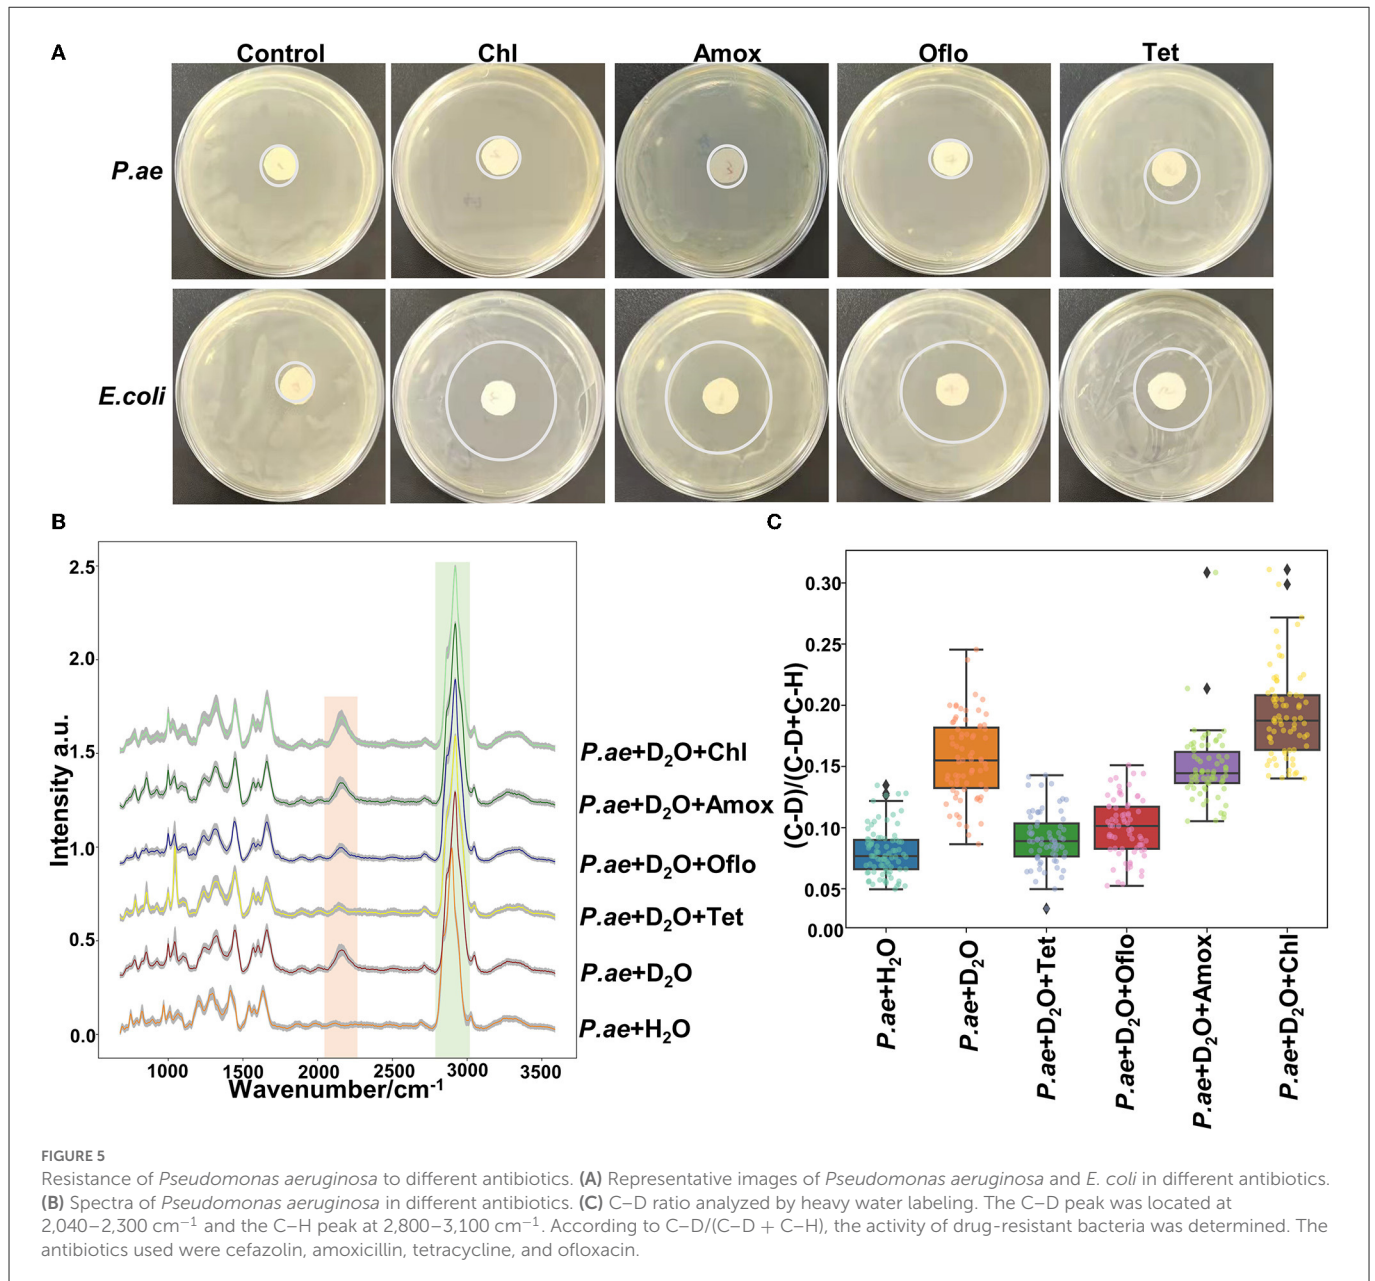 A
Control Chl Amox Oflo Tet
P.ae
E.coli
B
2.5
2.0
1.5
1.0
0.5
0.0
Intensity a.u.
1000 1500 2000 2500 3000 3500
Wavenumber/cm⁻¹
P.ae+D₂O+Chl
P.ae+D₂O+Amox
P.ae+D₂O+Oflo
P.ae+D₂O+Tet
P.ae+D₂O
P.ae+H₂O
C
0.30
0.25
0.20
0.15
0.10
0.05
0.00
(C-D)/(C-D+C-H)
P.ae+H₂O
P.ae+D₂O
P.ae+D₂O+Tet
P.ae+D₂O+Oflo
P.ae+D₂O+Amox
P.ae+D₂O+Chl
FIGURE 5
Resistance of Pseudomonas aeruginosa to different antibiotics. (A) Representative images of Pseudomonas aeruginosa and E. coli in different antibiotics.
(B) Spectra of Pseudomonas aeruginosa in different antibiotics. (C) C–D ratio analyzed by heavy water labeling. The C–D peak was located at
2,040–2,300 cm⁻¹ and the C–H peak at 2,800–3,100 cm⁻¹. According to C–D/(C–D + C–H), the activity of drug-resistant bacteria was determined. The
antibiotics used were cefazolin, amoxicillin, tetracycline, and ofloxacin.